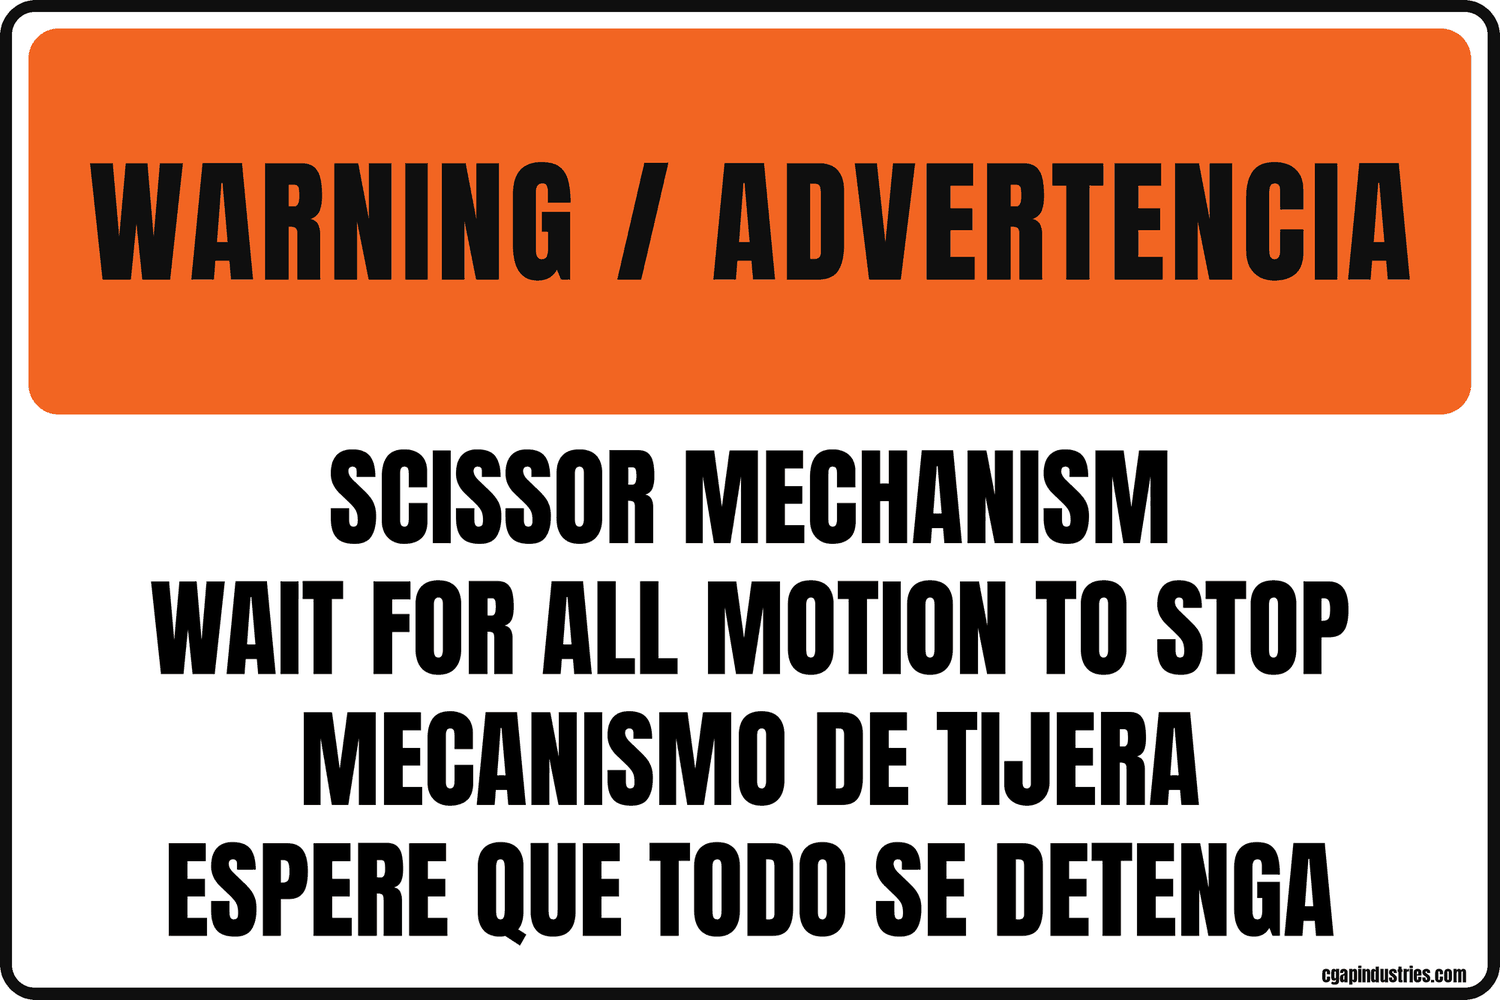 WARNING / ADVERTENCIA
SCISSOR MECHANISM
WAIT FOR ALL MOTION TO STOP
MECANISMO DE TIJERA
ESPERE QUE TODO SE DETENGA
cgapindustries.com